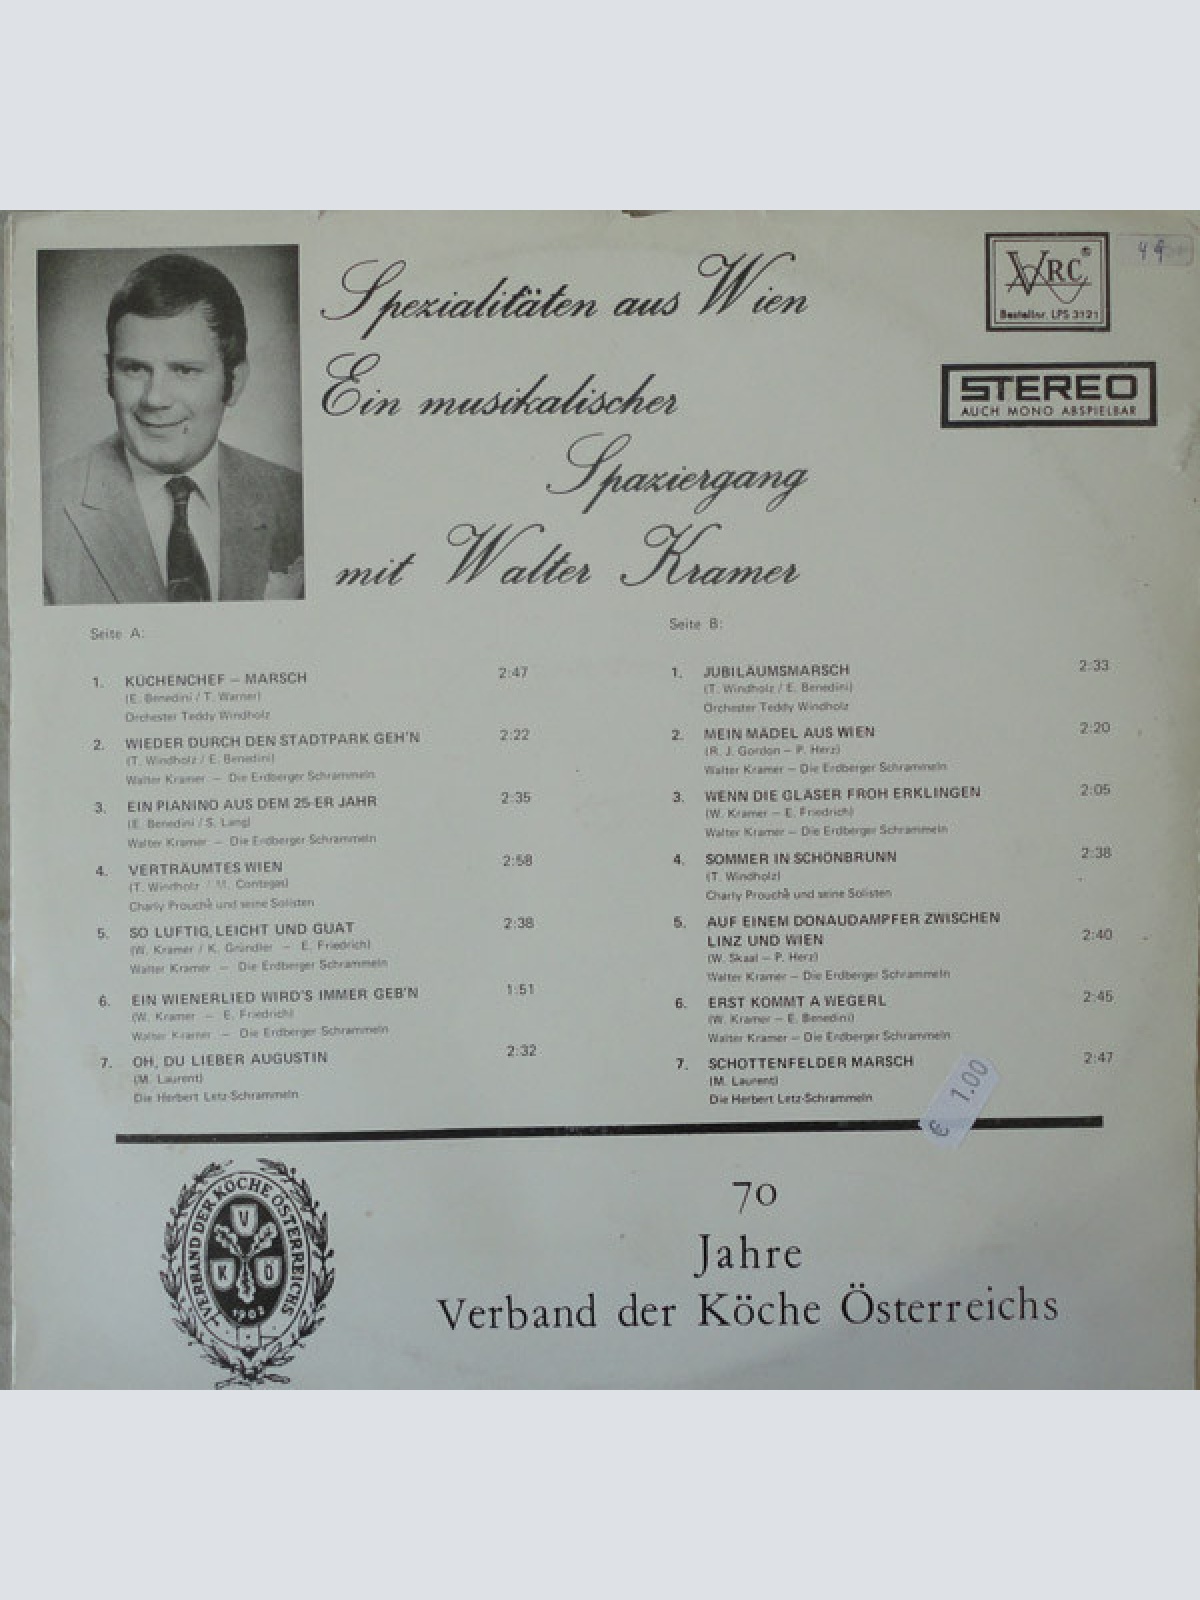 Spezialitäten aus Wien
Ein musikalischer
Spaziergang
mit Walter Kramer
VRC®
Bestellnr. LPS 3121
STEREO
AUCH MONO ABSPIELBAR
Seite A:
1. KÜCHENCHEF – MARSCH 2:47
(E. Benedini / T. Warner)
Orchester Teddy Windholz
2. WIEDER DURCH DEN STADTPARK GEH'N 2:22
(T. Windholz / E. Benedini)
Walter Kramer – Die Erdberger Schrammeln
3. EIN PIANINO AUS DEM 25-ER JAHR 2:35
(E. Benedini / S. Lang)
Walter Kramer – Die Erdberger Schrammeln
4. VERTRÄUMTES WIEN 2:58
(T. Windholz / M. Contegas)
Charly Prouchè und seine Solisten
5. SO LUFTIG, LEICHT UND GUAT 2:38
(W. Kramer / K. Gründler – E. Friedrich)
Walter Kramer – Die Erdberger Schrammeln
6. EIN WIENERLIED WIRD'S IMMER GEB'N 1:51
(W. Kramer – E. Friedrich)
Walter Kramer – Die Erdberger Schrammeln
7. OH, DU LIEBER AUGUSTIN 2:32
(M. Laurent)
Die Herbert Letz-Schrammeln
Seite B:
1. JUBILÄUMSMARSCH 2:33
(T. Windholz / E. Benedini)
Orchester Teddy Windholz
2. MEIN MÄDEL AUS WIEN 2:20
(R. J. Gordon – P. Herz)
Walter Kramer – Die Erdberger Schrammeln
3. WENN DIE GLÄSER FROH ERKLINGEN 2:05
(W. Kramer – E. Friedrich)
Walter Kramer – Die Erdberger Schrammeln
4. SOMMER IN SCHÖNBRUNN 2:38
(T. Windholz)
Charly Prouchè und seine Solisten
5. AUF EINEM DONAUDAMPFER ZWISCHEN
LINZ UND WIEN 2:40
(W. Skaal – P. Herz)
Walter Kramer – Die Erdberger Schrammeln
6. ERST KOMMT A WEGERL 2:45
(W. Kramer – E. Benedini)
Walter Kramer – Die Erdberger Schrammeln
7. SCHOTTENFELDER MARSCH 2:47
(M. Laurent)
Die Herbert Letz-Schrammeln
€ 1.00
VERBAND DER KÖCHE ÖSTERREICHS
V
K Ö
1902
70
Jahre
Verband der Köche Österreichs